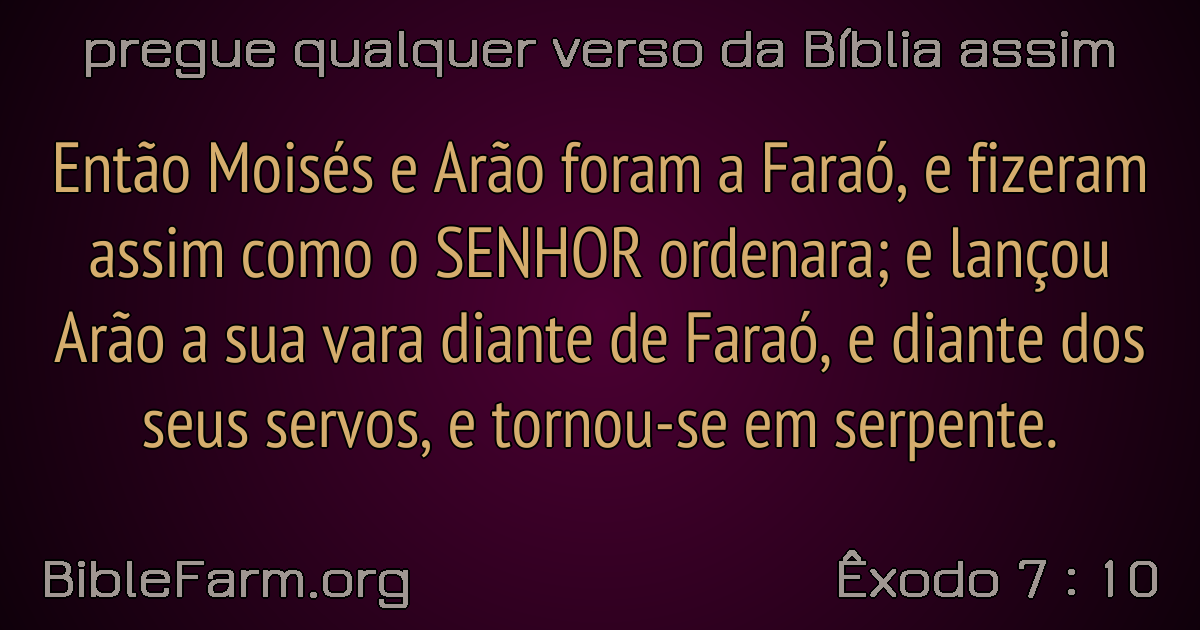 pregue qualquer verso da Bíblia assim
Então Moisés e Arão foram a Faraó, e fizeram
assim como o SENHOR ordenara; e lançou
Arão a sua vara diante de Faraó, e diante dos
seus servos, e tornou-se em serpente.
BibleFarm.org
Êxodo 7 : 10